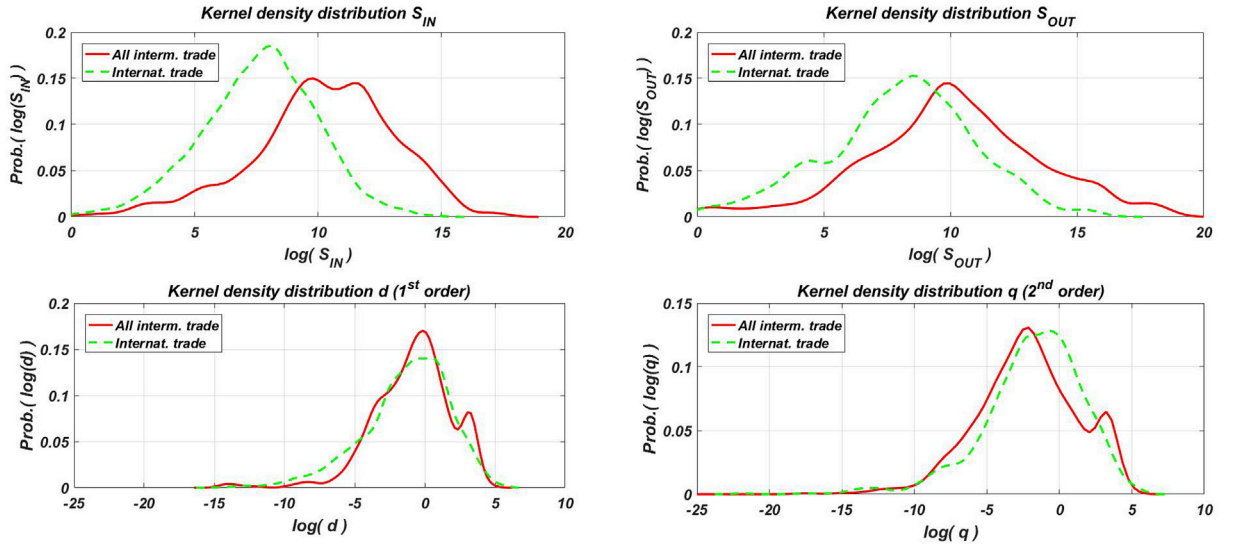 Kernel density distribution S_IN
0.2
0.15
0.1
0.05
0
Prob.( log(S_IN))
All interm. trade
Internat. trade
0 5 10 15 20
log( S_IN )
Kernel density distribution S_OUT
0.2
0.15
0.1
0.05
0
Prob.( log(S_OUT))
All interm. trade
Internat. trade
0 5 10 15 20
log( S_OUT )
Kernel density distribution d (1st order)
0.2
0.15
0.1
0.05
0
Prob.( log(d))
All interm. trade
Internat. trade
-25 -20 -15 -10 -5 0 5 10
log( d )
Kernel density distribution q (2nd order)
0.15
0.1
0.05
0
Prob.( log(q))
All interm. trade
Internat. trade
-25 -20 -15 -10 -5 0 5 10
log( q )